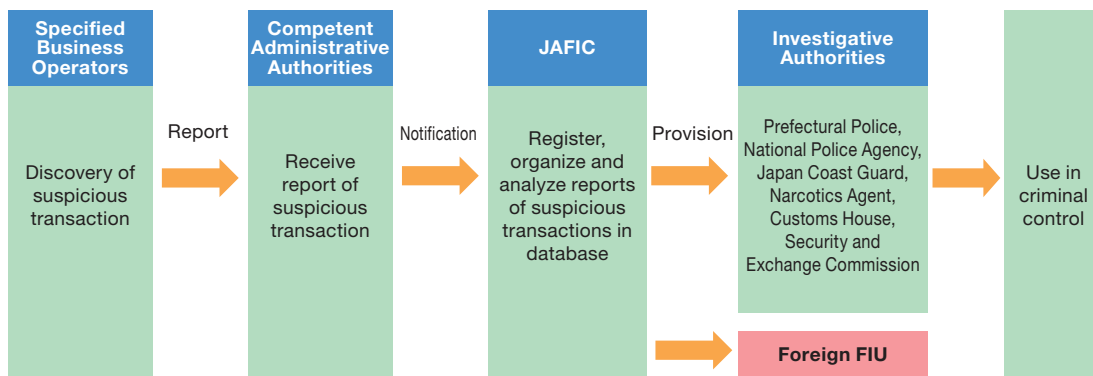 Specified
Business
Operators
Discovery of
suspicious
transaction
Report
Competent
Administrative
Authorities
Receive
report of
suspicious
transaction
Notification
JAFIC
Register,
organize and
analyze reports
of suspicious
transactions in
database
Provision
Investigative
Authorities
Prefectural Police,
National Police Agency,
Japan Coast Guard,
Narcotics Agent,
Customs House,
Security and
Exchange Commission
Foreign FIU
Use in
criminal
control